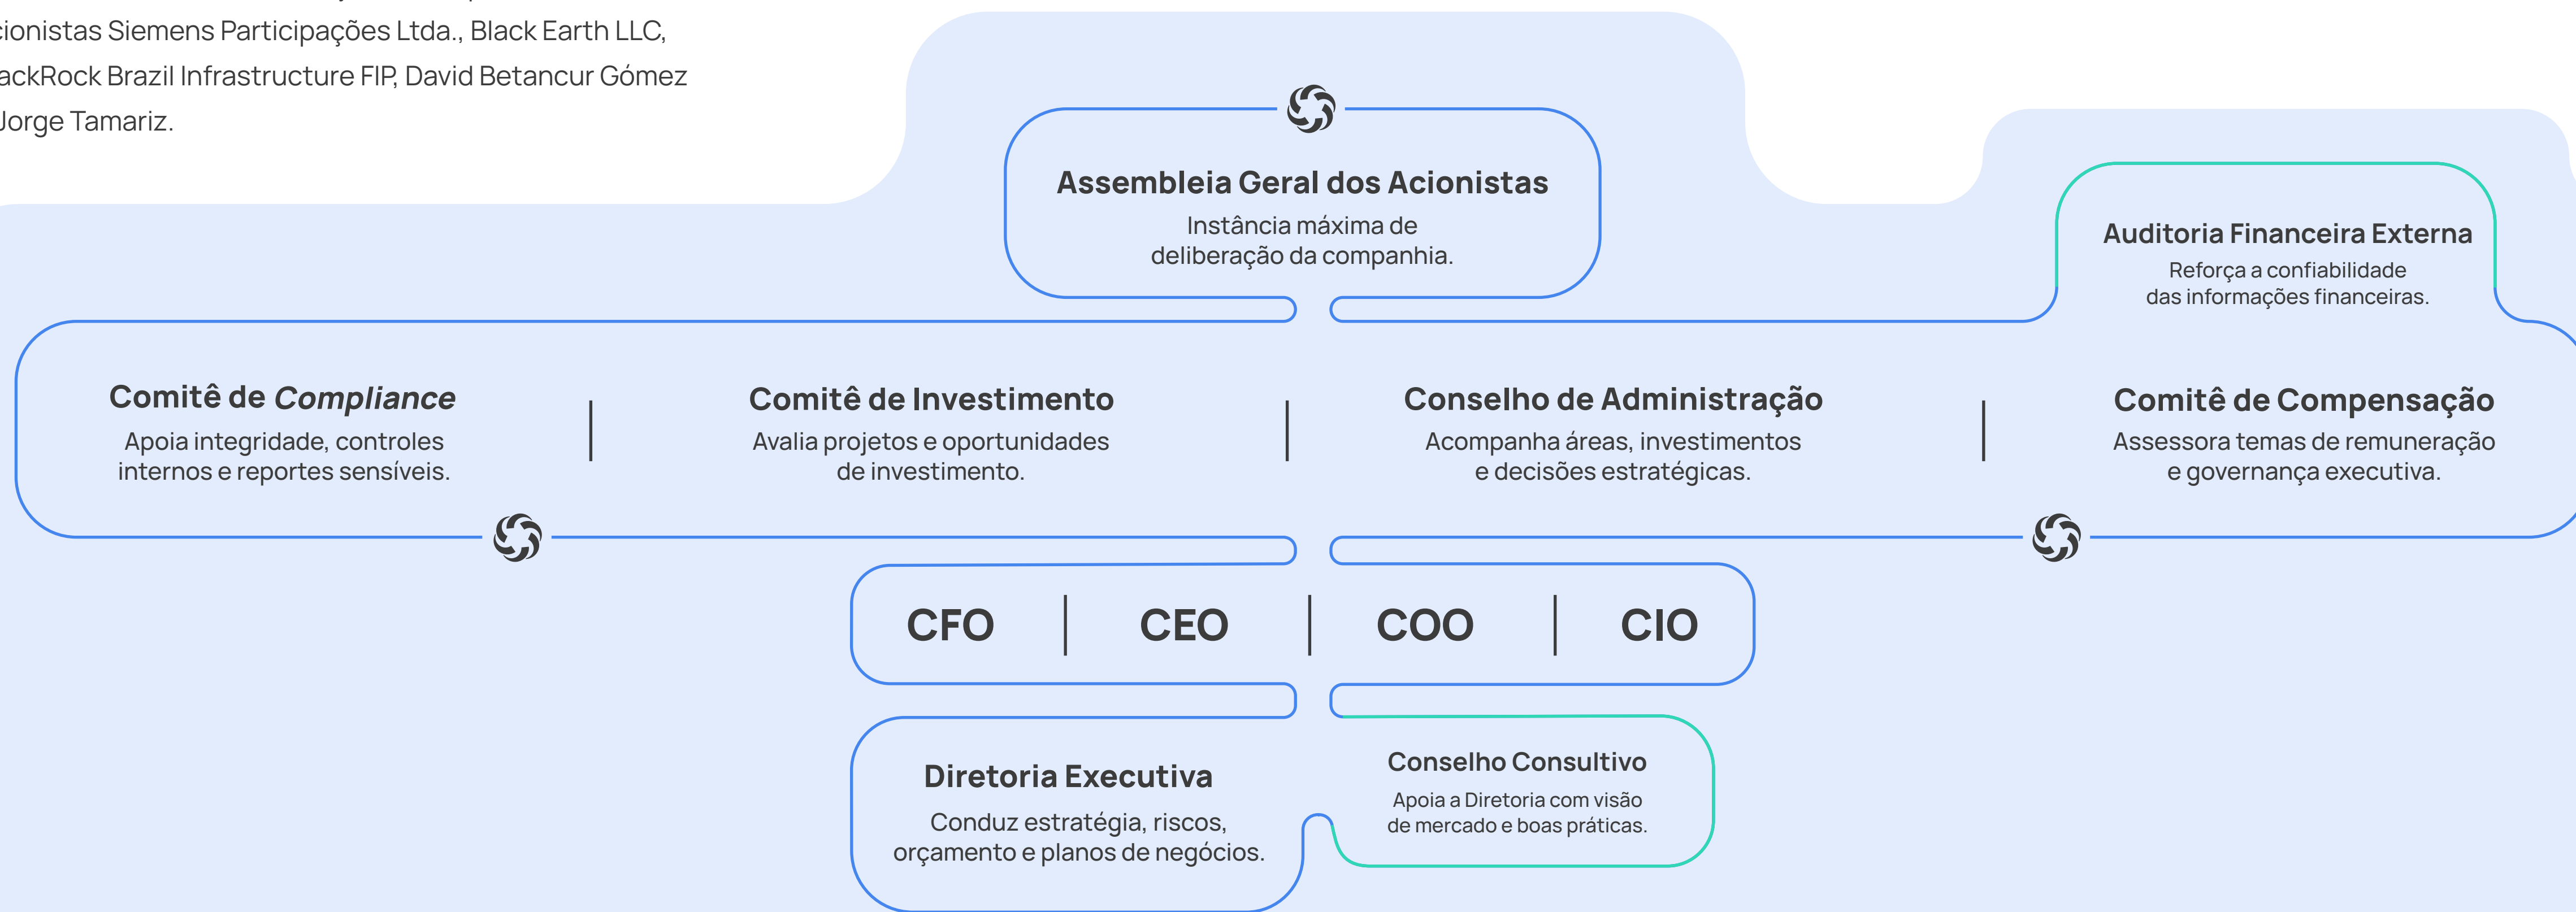 Acionistas Siemens Participações Ltda., Black Earth LLC,
BlackRock Brazil Infrastructure FIP, David Betancur Gómez
Jorge Tamariz.
Assembleia Geral dos Acionistas
Instância máxima de
deliberação da companhia.
Auditoria Financeira Externa
Reforça a confiabilidade
das informações financeiras.
Comitê de Compliance
Apoia integridade, controles
internos e reportes sensíveis.
Comitê de Investimento
Avalia projetos e oportunidades
de investimento.
Conselho de Administração
Acompanha áreas, investimentos
e decisões estratégicas.
Comitê de Compensação
Assessora temas de remuneração
e governança executiva.
CFO
CEO
COO
CIO
Diretoria Executiva
Conduz estratégia, riscos,
orçamento e planos de negócios.
Conselho Consultivo
Apoia a Diretoria com visão
de mercado e boas práticas.